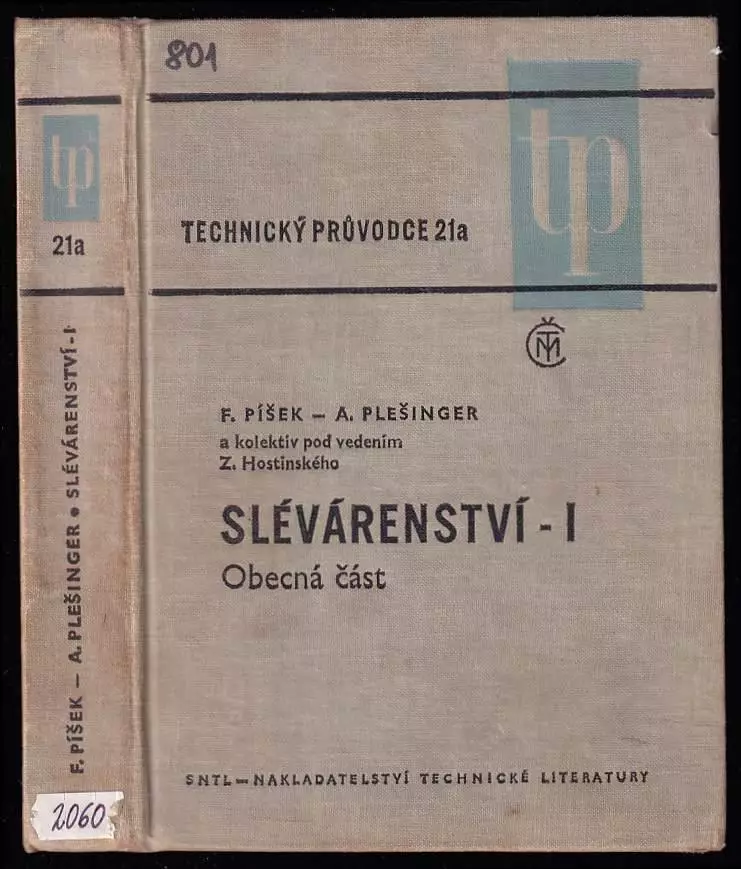 801
tp
TECHNICKÝ PRŮVODCE 21a
ČTM
F. PÍŠEK — A. PLEŠINGER
a kolektiv pod vedením
Z. Hostinského
SLÉVÁRENSTVÍ - I
Obecná část
SNTL — NAKLADATELSTVÍ TECHNICKÉ LITERATURY
tp
21a
F. PÍŠEK — A. PLEŠINGER • SLÉVÁRENSTVÍ - I
2060